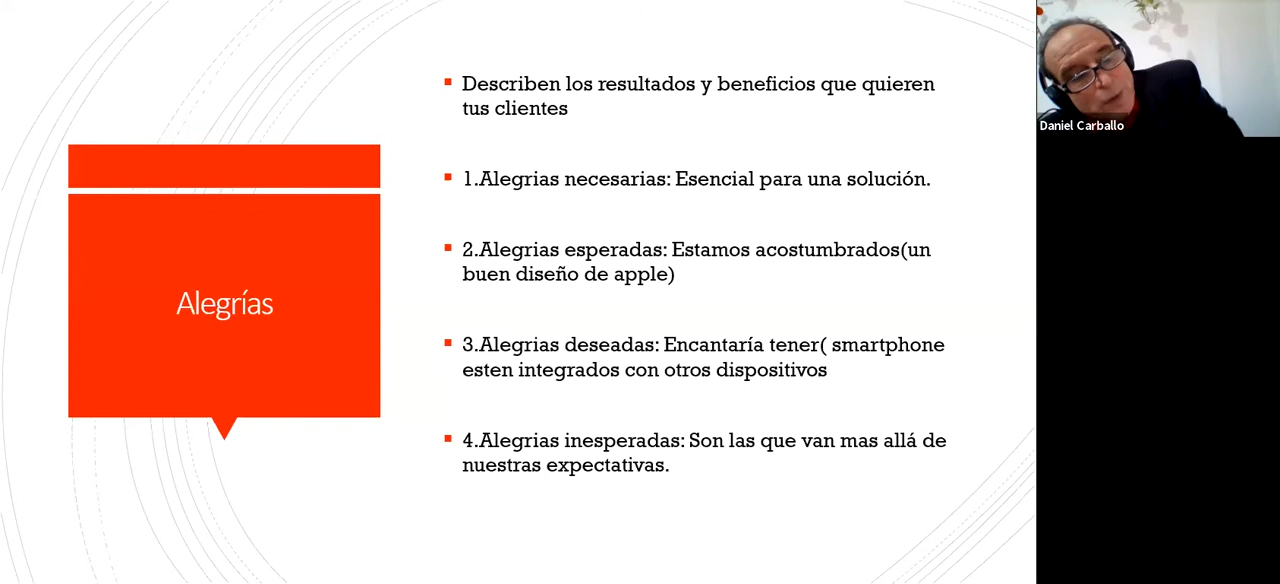 Alegrías
Describen los resultados y beneficios que quieren
tus clientes
1.Alegrias necesarias: Esencial para una solución.
2.Alegrias esperadas: Estamos acostumbrados(un
buen diseño de apple)
3.Alegrias deseadas: Encantaría tener( smartphone
esten integrados con otros dispositivos
4.Alegrias inesperadas: Son las que van mas allá de
nuestras expectativas.
Daniel Carballo